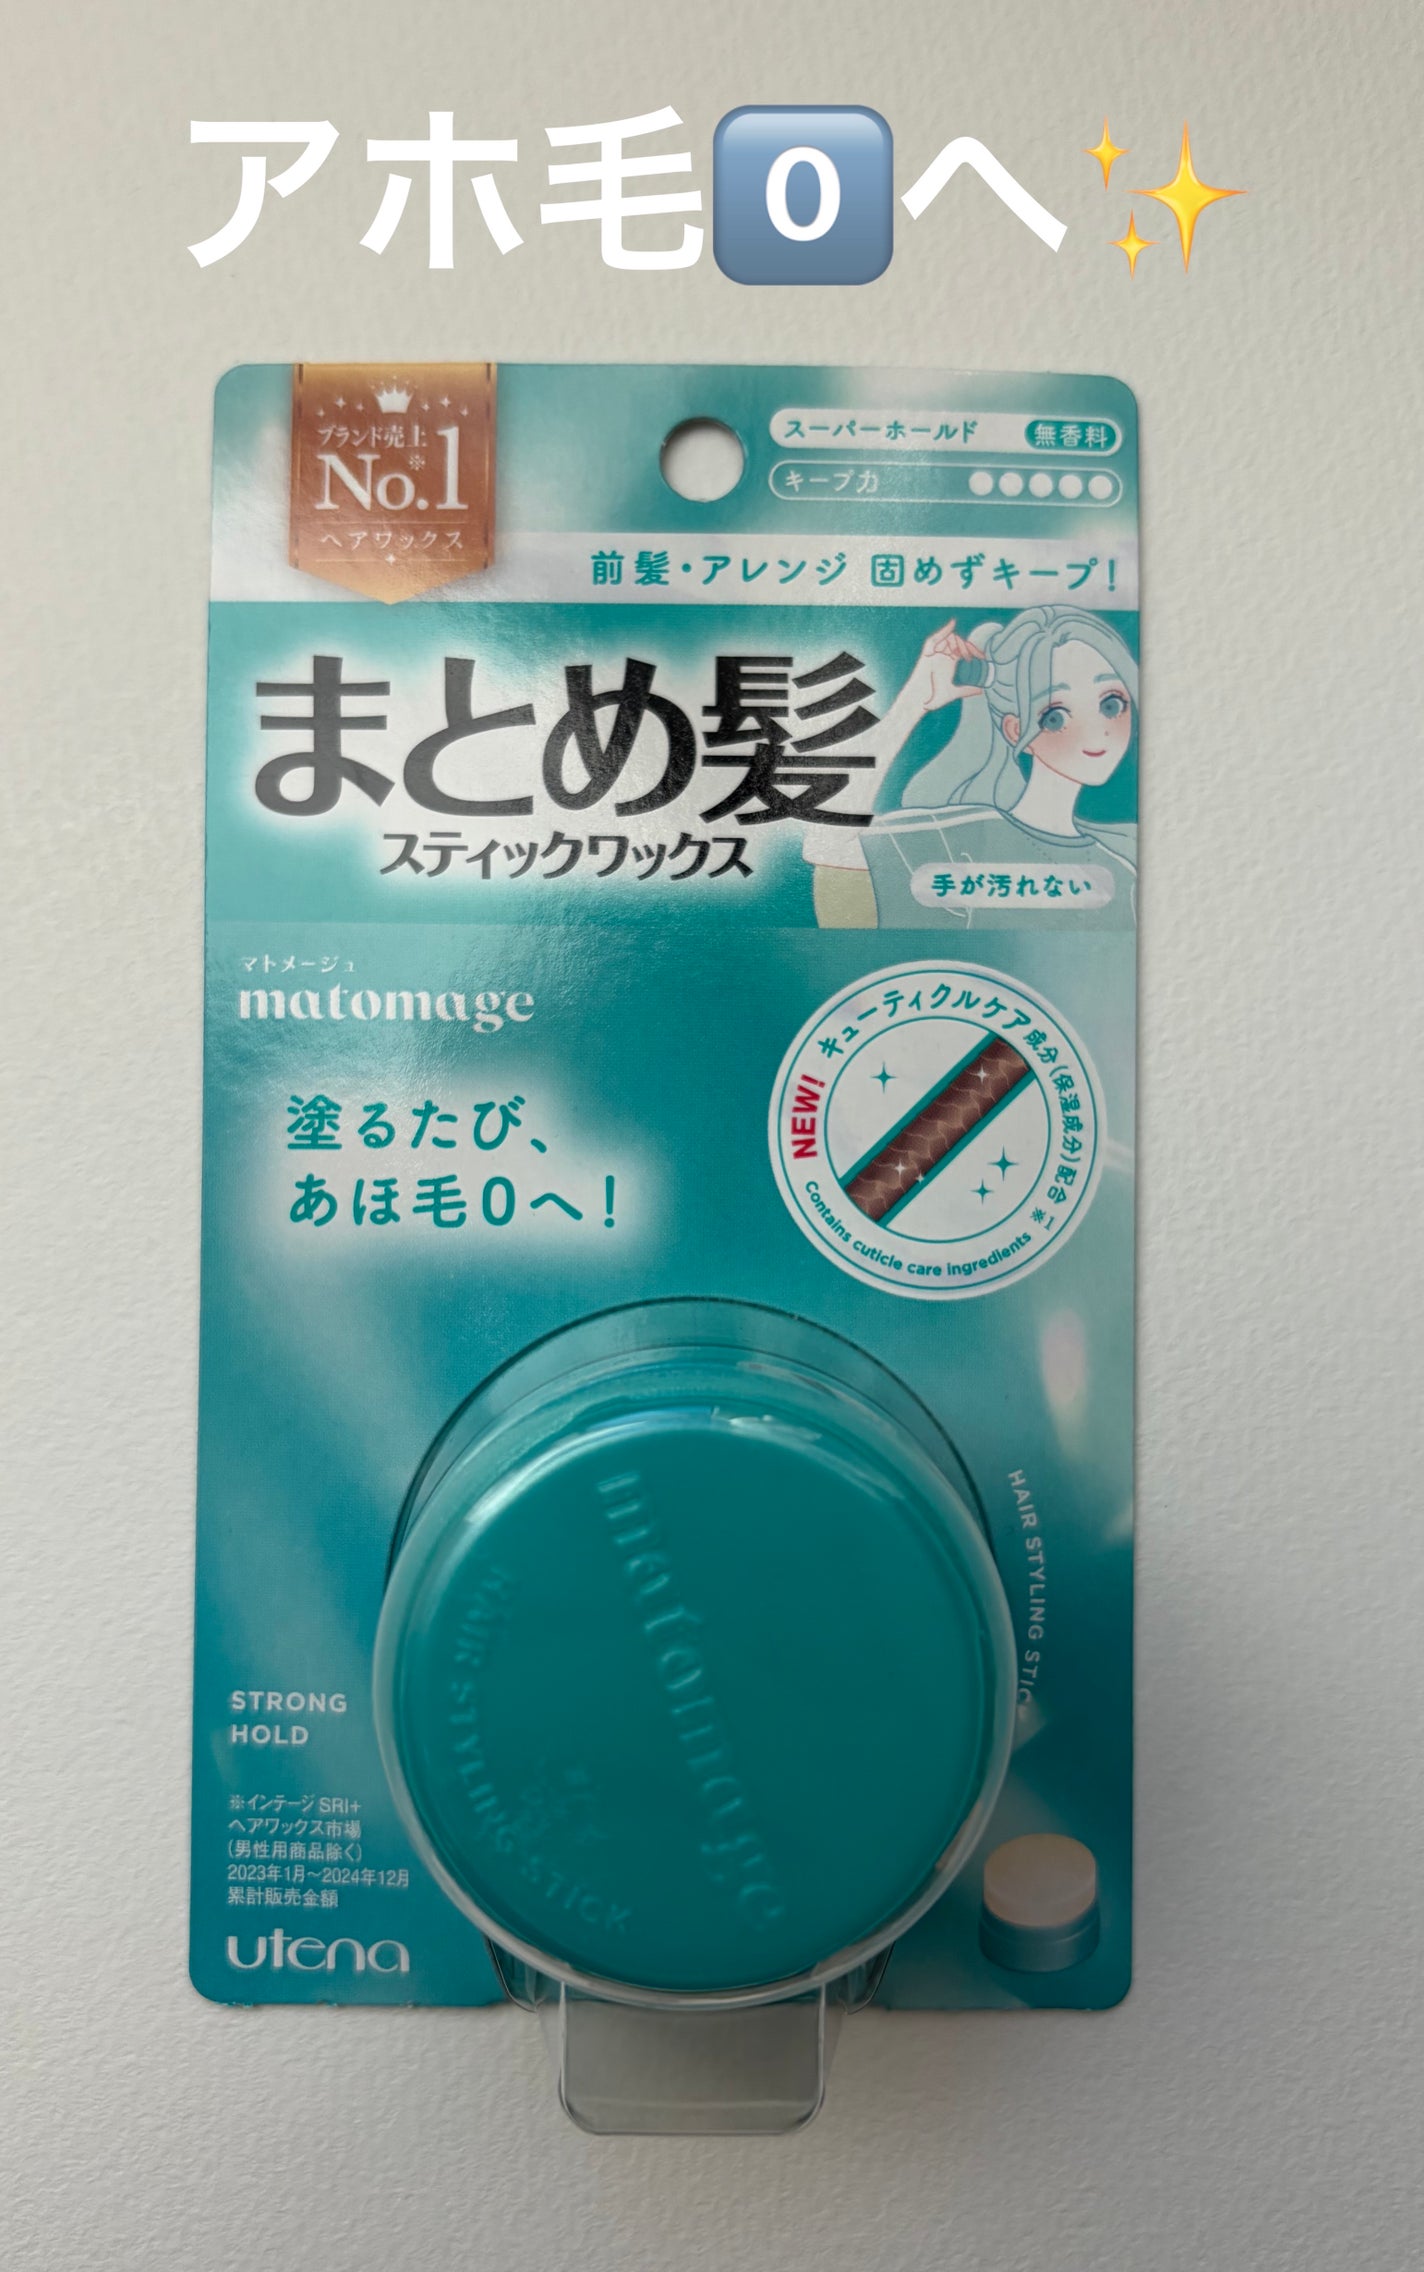 アホ毛0️⃣へ✨
ブランド売上※
No.1
ヘアワックス
スーパーホールド 無香料
キープ力 ●●●●●
前髪・アレンジ 固めずキープ!
まとめ髪
スティックワックス
手が汚れない
マトメージュ
matomage
塗るたび、
あほ毛0へ!
NEW! キューティクルケア成分(保湿成分)配合※1
Contains cuticle care ingredients
matomage
HAIR STYLING STICK
HAIR STYLING STIC
STRONG
HOLD
※インテージSRI+
ヘアワックス市場
(男性用商品除く)
2023年1月〜2024年12月
累計販売金額
utena